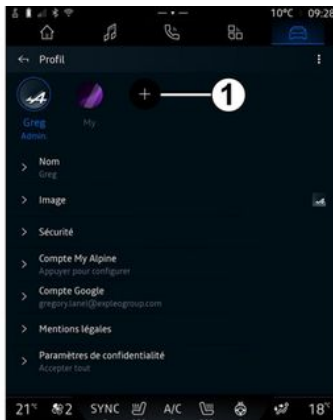 10°C 09:28
Profil
1
Greg
Admin.
My
Nom
Greg
Image
Sécurité
Compte My Alpine
Appuyer pour configurer
Compte Google
gregory.lanel@expleogroup.com
Mentions légales
Paramètres de confidentialité
Accepter tout
21° 2 SYNC A/C 18°